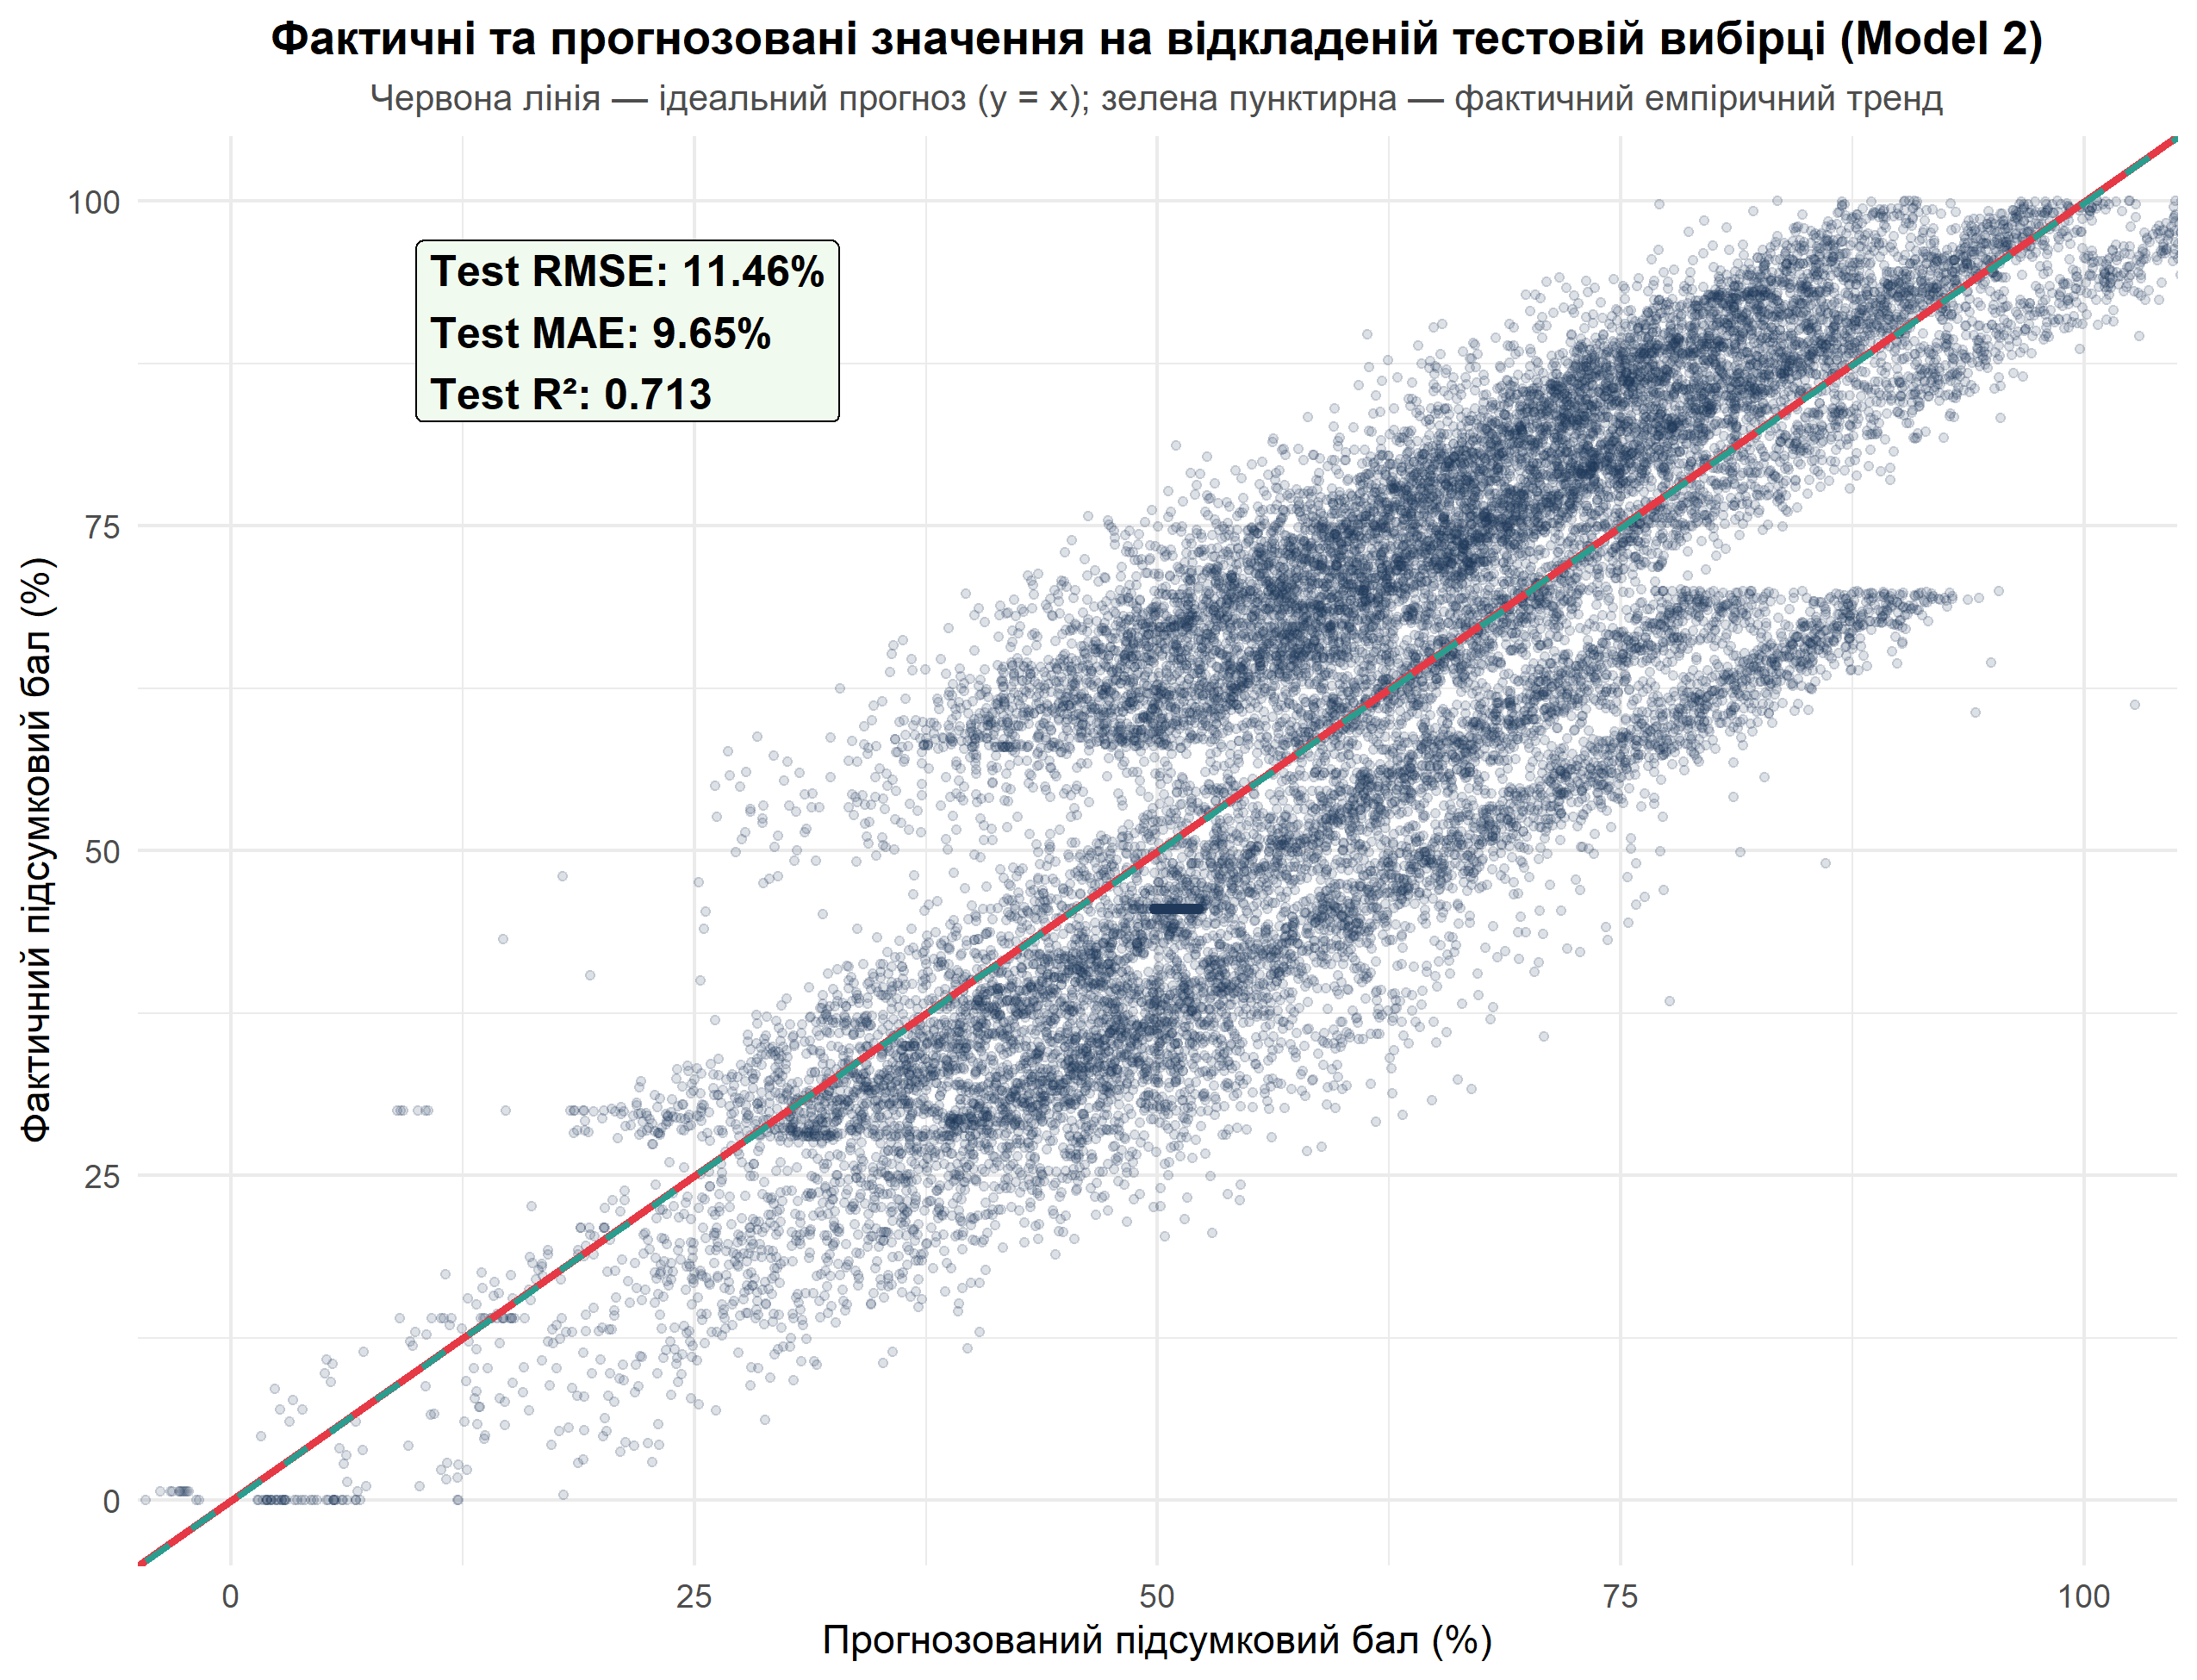 Фактичні та прогнозовані значення на відкладеній тестовій вибірці (Model 2)
Червона лінія — ідеальний прогноз (y = x); зелена пунктирна — фактичний емпіричний тренд
Фактичний підсумковий бал (%)
100
75
50
25
0
Test RMSE: 11.46%
Test MAE: 9.65%
Test R²: 0.713
0 25 50 75 100
Прогнозований підсумковий бал (%)